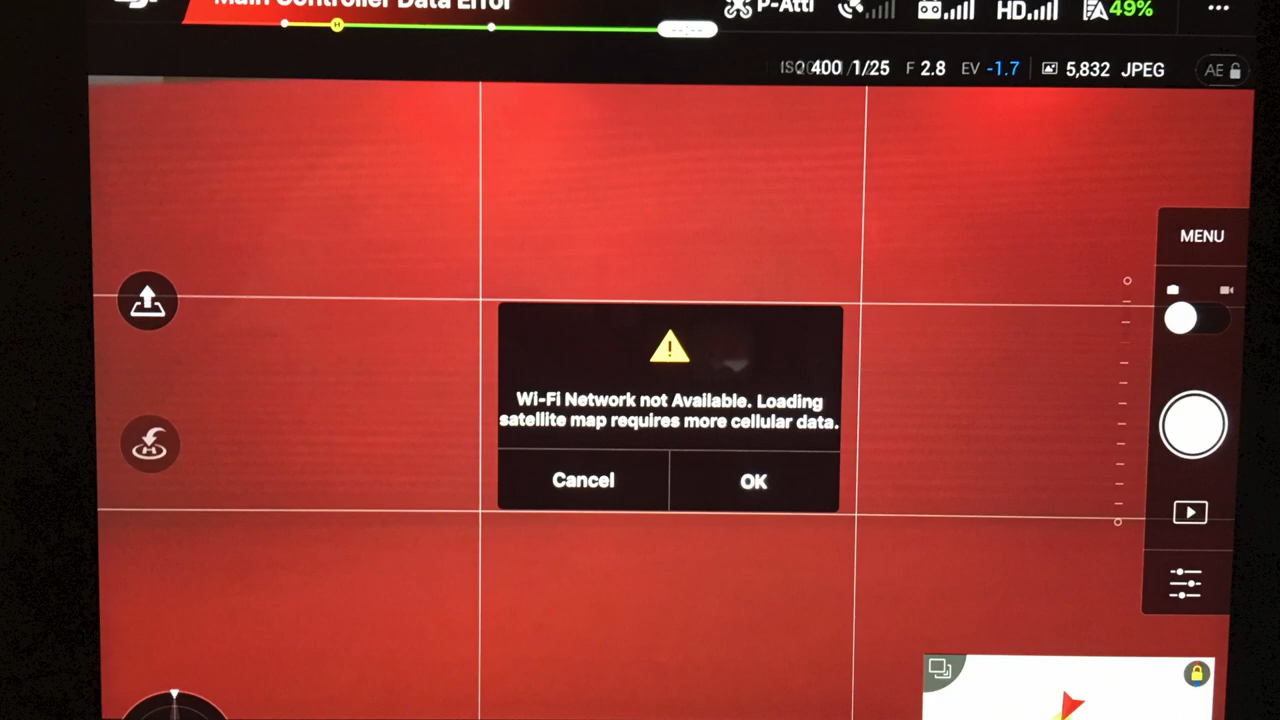 Main Controller Data Error
P-Atti
HD
49%
H
--:--
ISO 400 1/25 F 2.8 EV -1.7 5,832 JPEG AE
MENU
Wi-Fi Network not Available. Loading
satellite map requires more cellular data.
Cancel OK
H